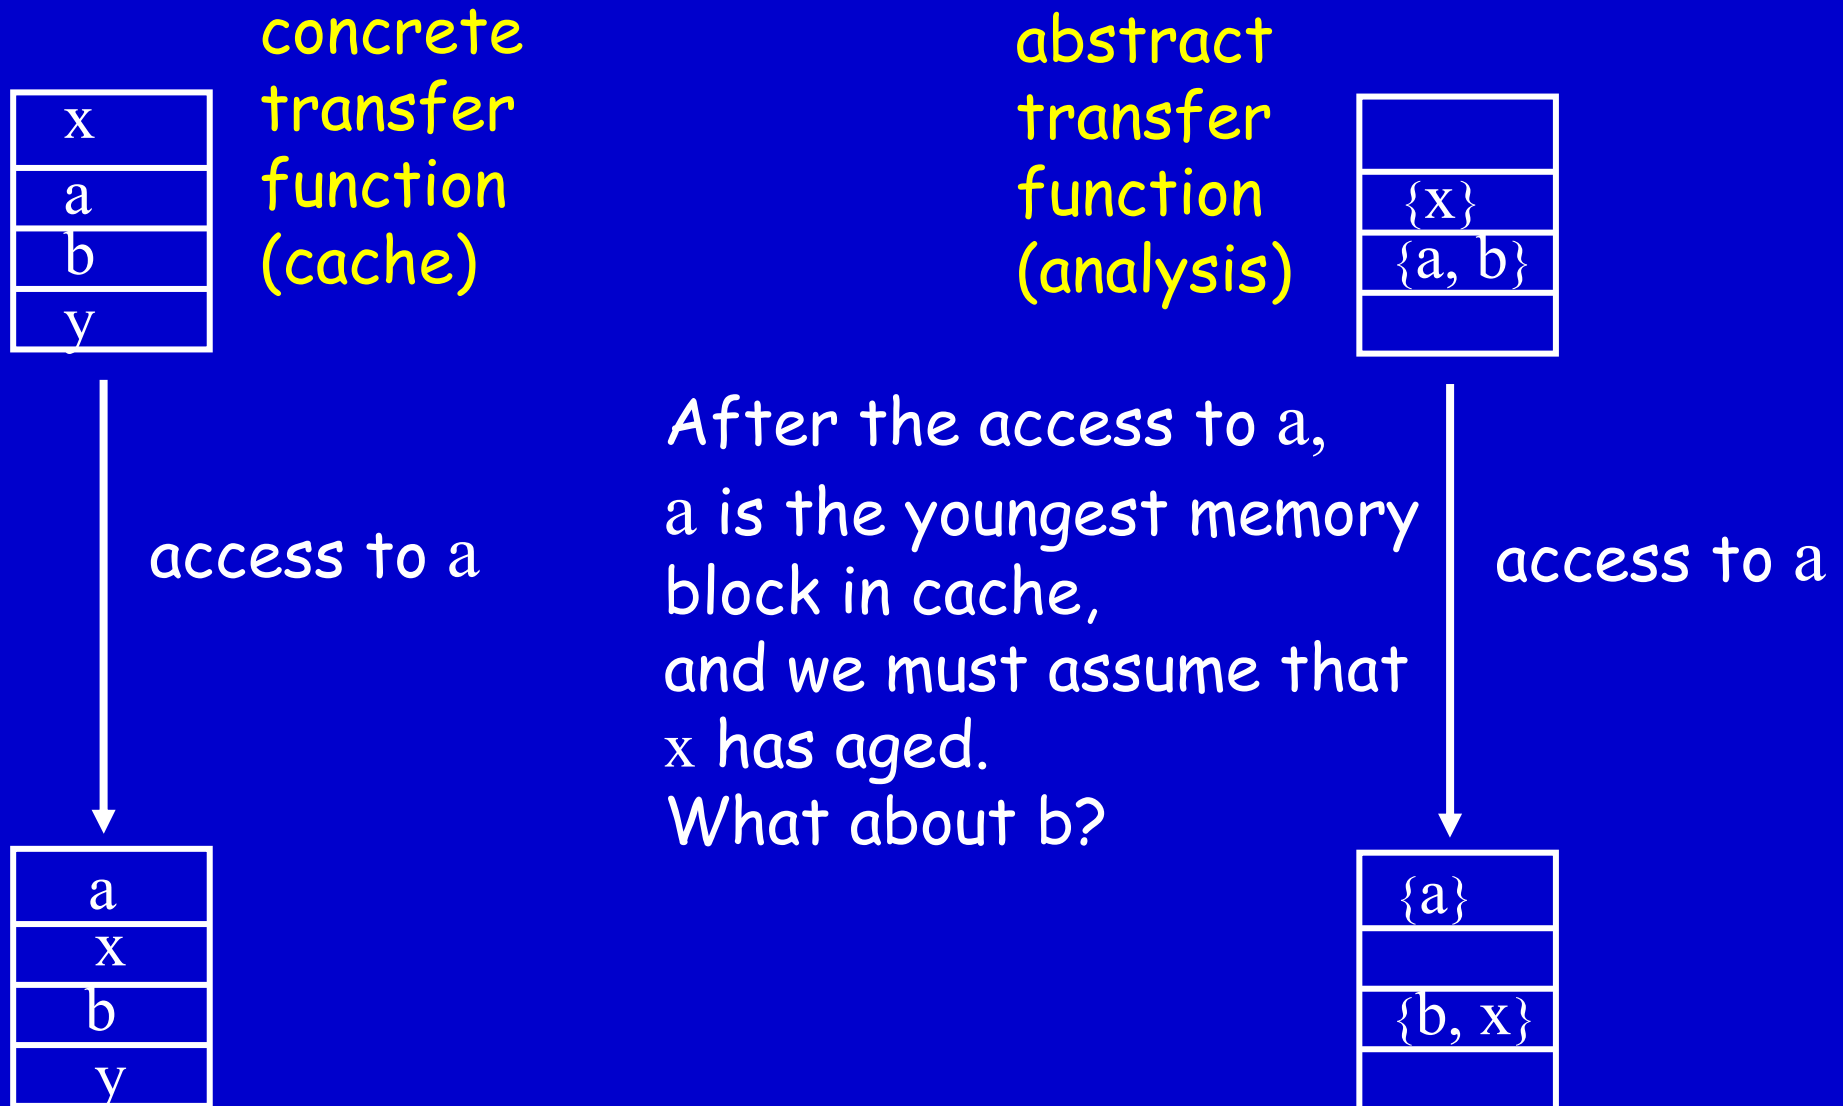 concrete
transfer
function
(cache)
x
a
b
y
access to a
a
x
b
y
After the access to a,
a is the youngest memory
block in cache,
and we must assume that
x has aged.
What about b?
abstract
transfer
function
(analysis)
{x}
{a, b}
access to a
{a}
{b, x}